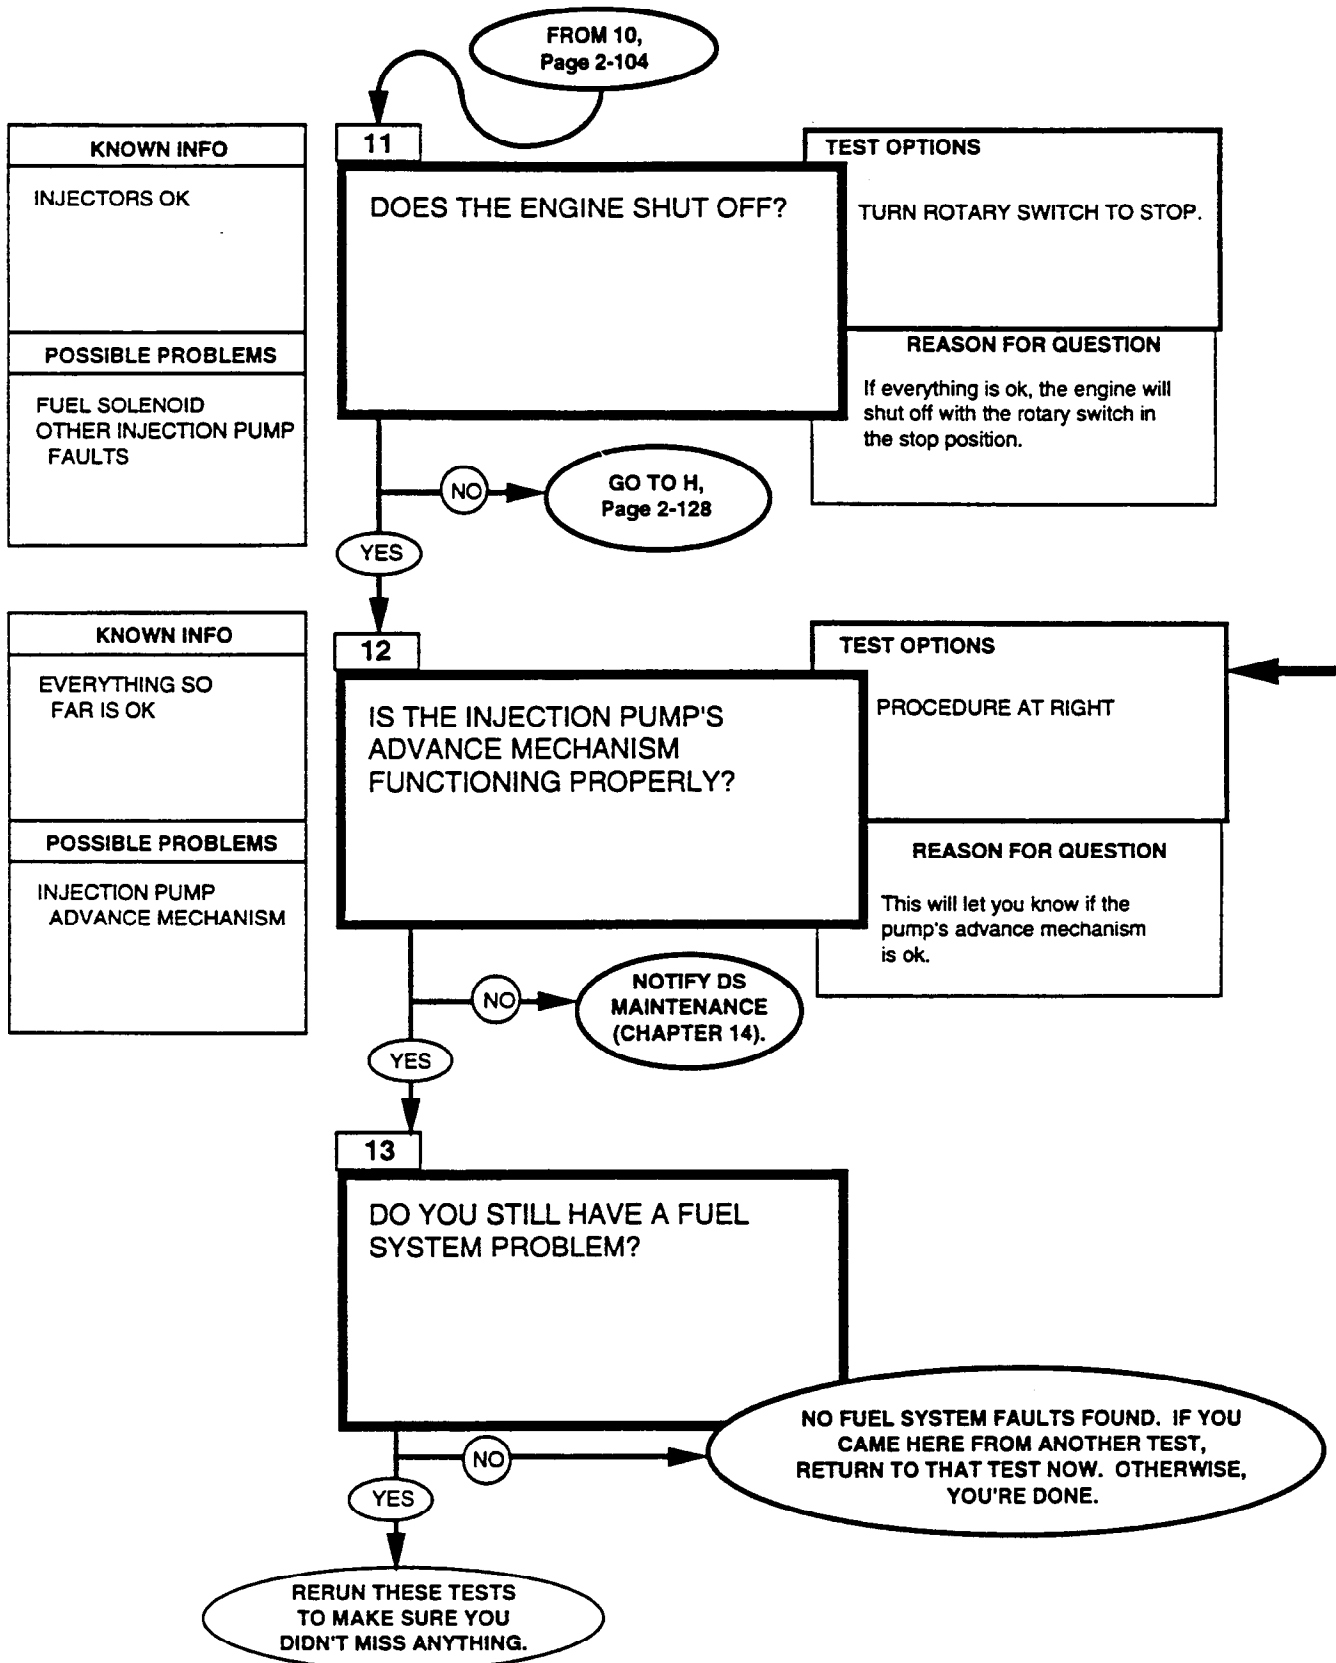 FROM 10,
Page 2-104
KNOWN INFO
INJECTORS OK
POSSIBLE PROBLEMS
FUEL SOLENOID
OTHER INJECTION PUMP
FAULTS
11
DOES THE ENGINE SHUT OFF?
TEST OPTIONS
TURN ROTARY SWITCH TO STOP.
REASON FOR QUESTION
If everything is ok, the engine will
shut off with the rotary switch in
the stop position.
NO
GO TO H,
Page 2-128
YES
KNOWN INFO
EVERYTHING SO
FAR IS OK
POSSIBLE PROBLEMS
INJECTION PUMP
ADVANCE MECHANISM
12
IS THE INJECTION PUMP'S
ADVANCE MECHANISM
FUNCTIONING PROPERLY?
TEST OPTIONS
PROCEDURE AT RIGHT
REASON FOR QUESTION
This will let you know if the
pump's advance mechanism
is ok.
NO
NOTIFY DS
MAINTENANCE
(CHAPTER 14).
YES
13
DO YOU STILL HAVE A FUEL
SYSTEM PROBLEM?
NO
NO FUEL SYSTEM FAULTS FOUND. IF YOU
CAME HERE FROM ANOTHER TEST,
RETURN TO THAT TEST NOW. OTHERWISE,
YOU'RE DONE.
YES
RERUN THESE TESTS
TO MAKE SURE YOU
DIDN'T MISS ANYTHING.